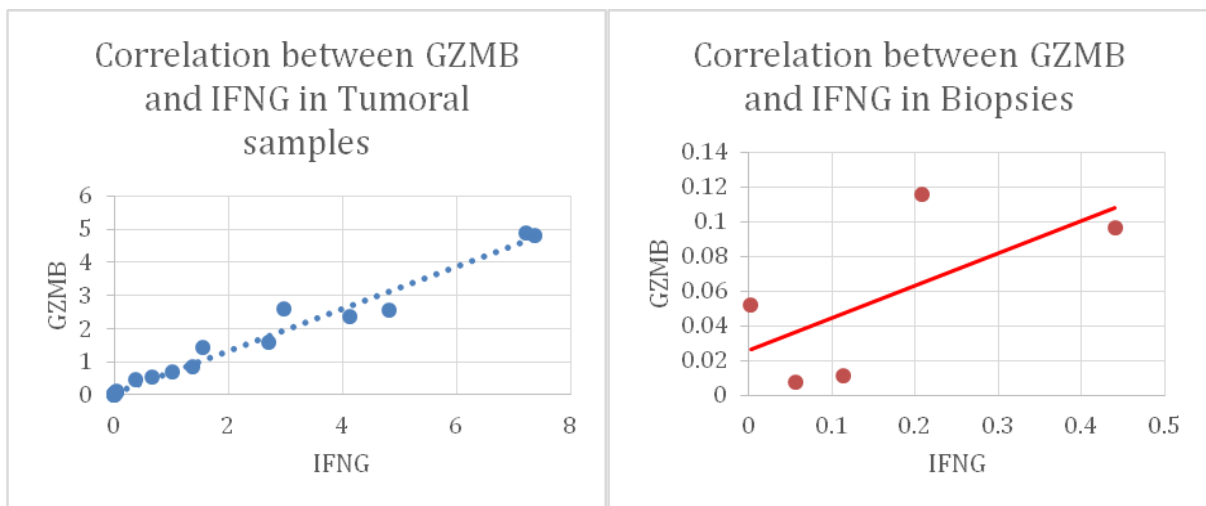 Correlation between GZMB
and IFNG in Tumoral
samples
6
5
4
3
2
1
0
GZMB
0 2 4 6 8
IFNG
Correlation between GZMB
and IFNG in Biopsies
0.14
0.12
0.1
0.08
0.06
0.04
0.02
0
GZMB
0 0.1 0.2 0.3 0.4 0.5
IFNG